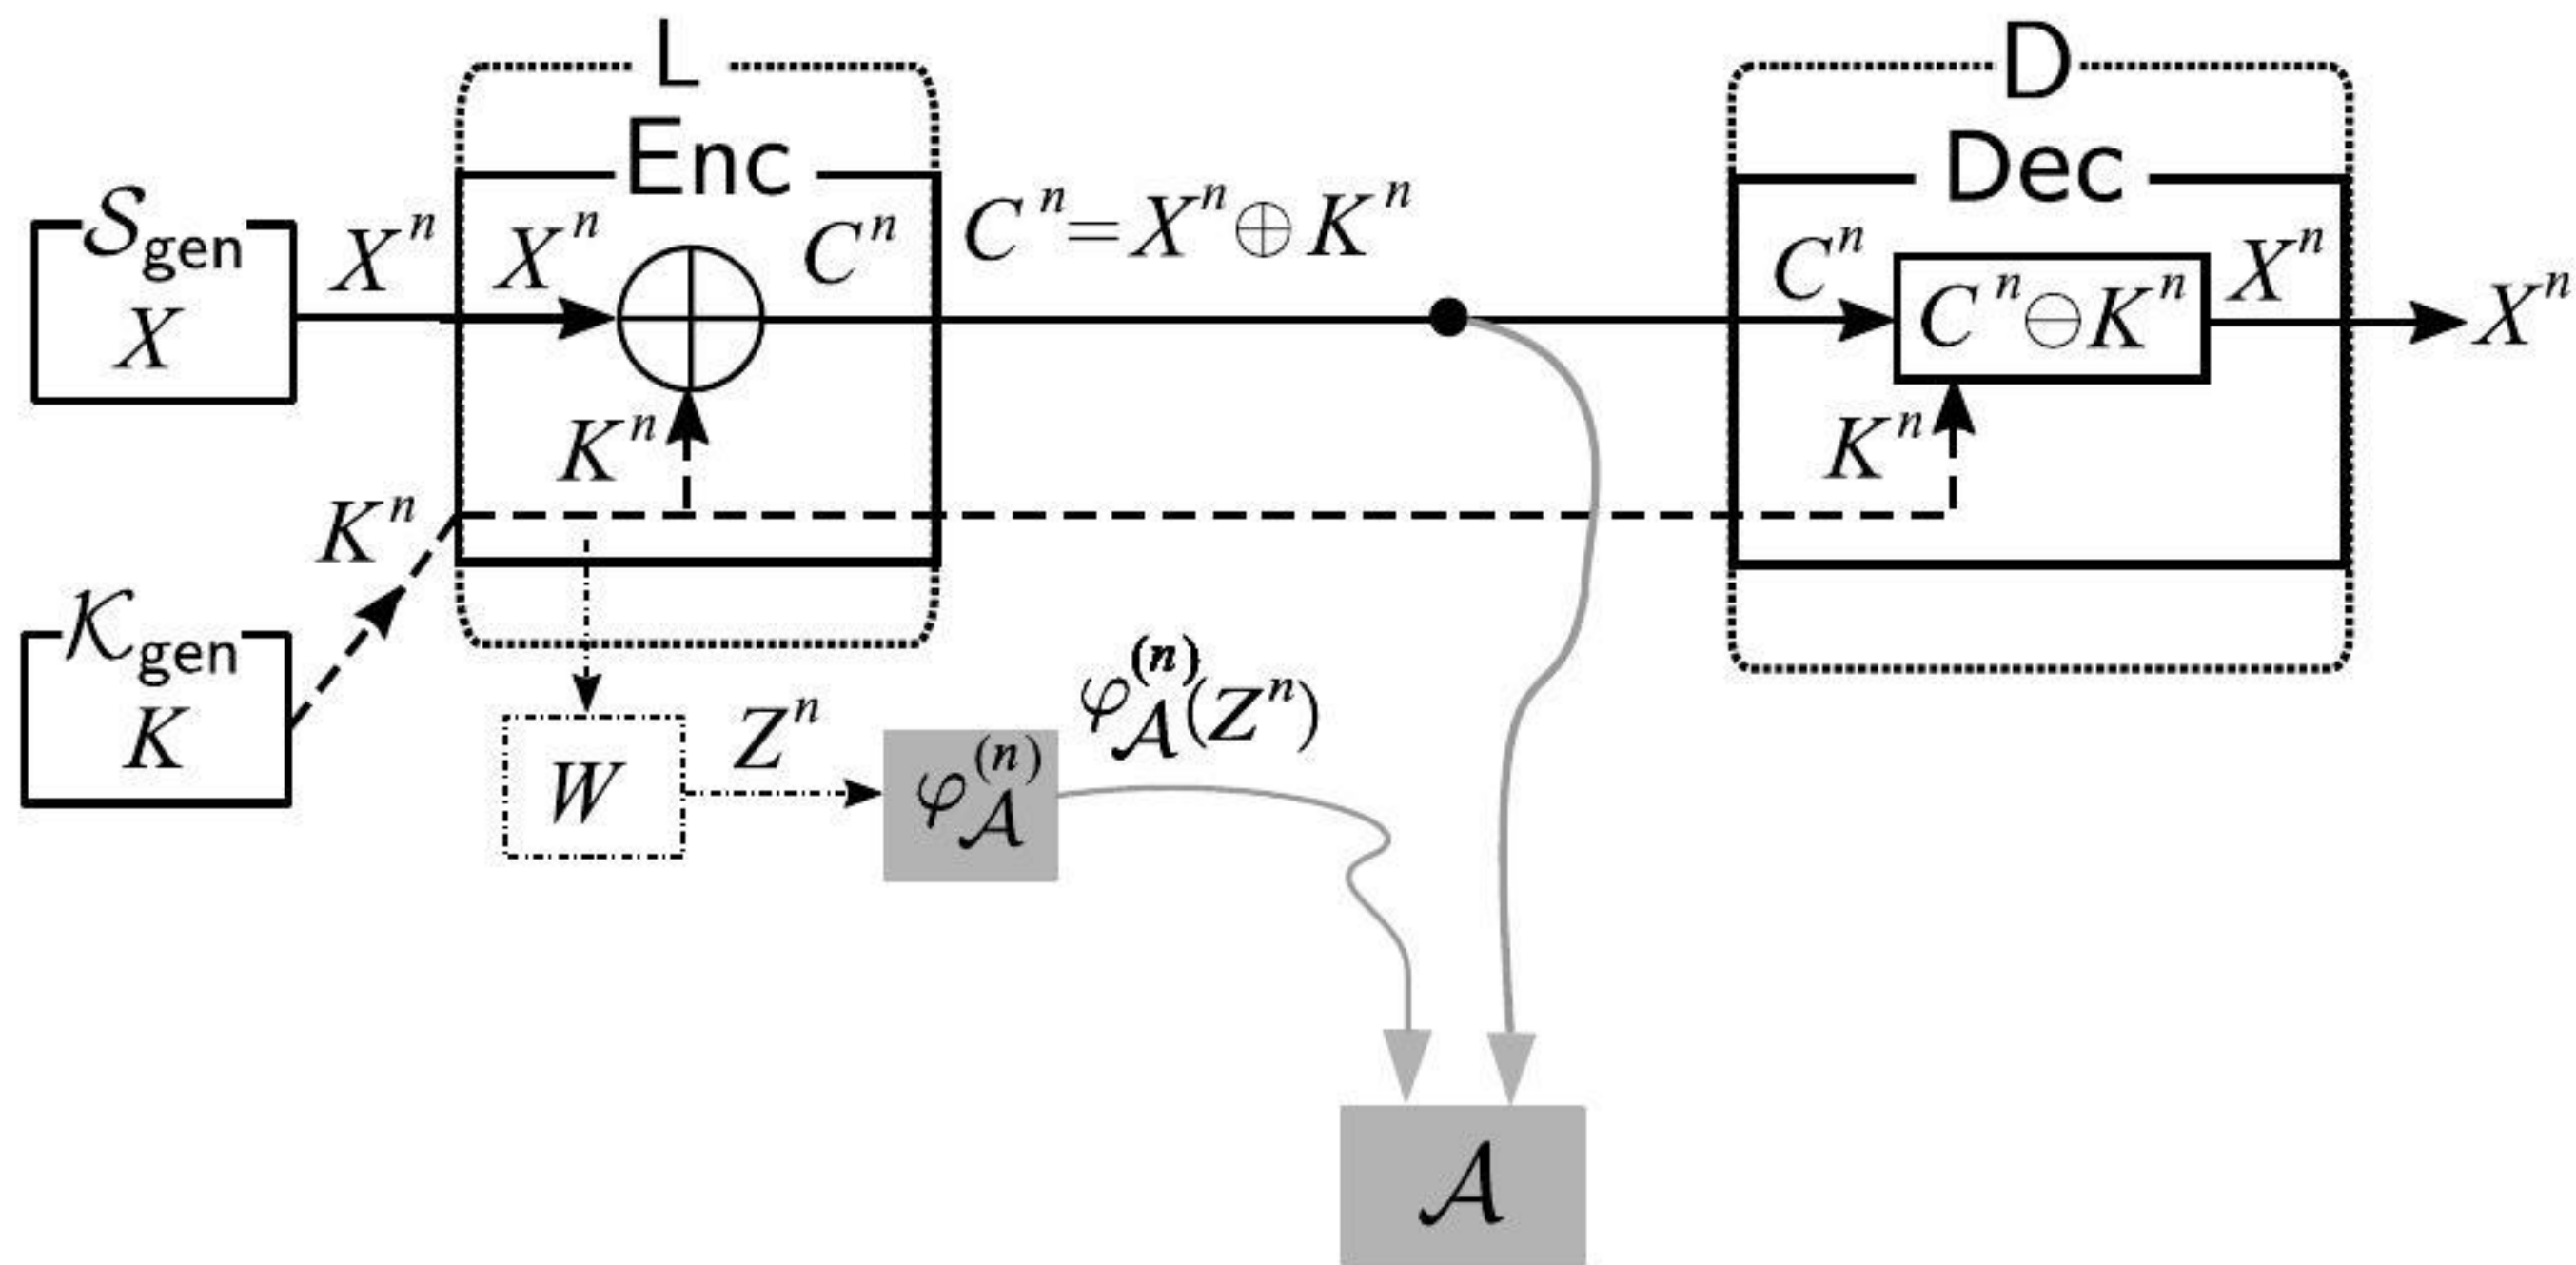 L
D
Enc
Dec
𝒮gen
X
Xⁿ
Xⁿ
Cⁿ
Cⁿ=Xⁿ⊕Kⁿ
Cⁿ
Cⁿ⊖Kⁿ
Xⁿ
Xⁿ
Kⁿ
Kⁿ
Kⁿ
𝒦gen
K
W
Zⁿ
φ𝒜⁽ⁿ⁾
φ𝒜⁽ⁿ⁾(Zⁿ)
𝒜